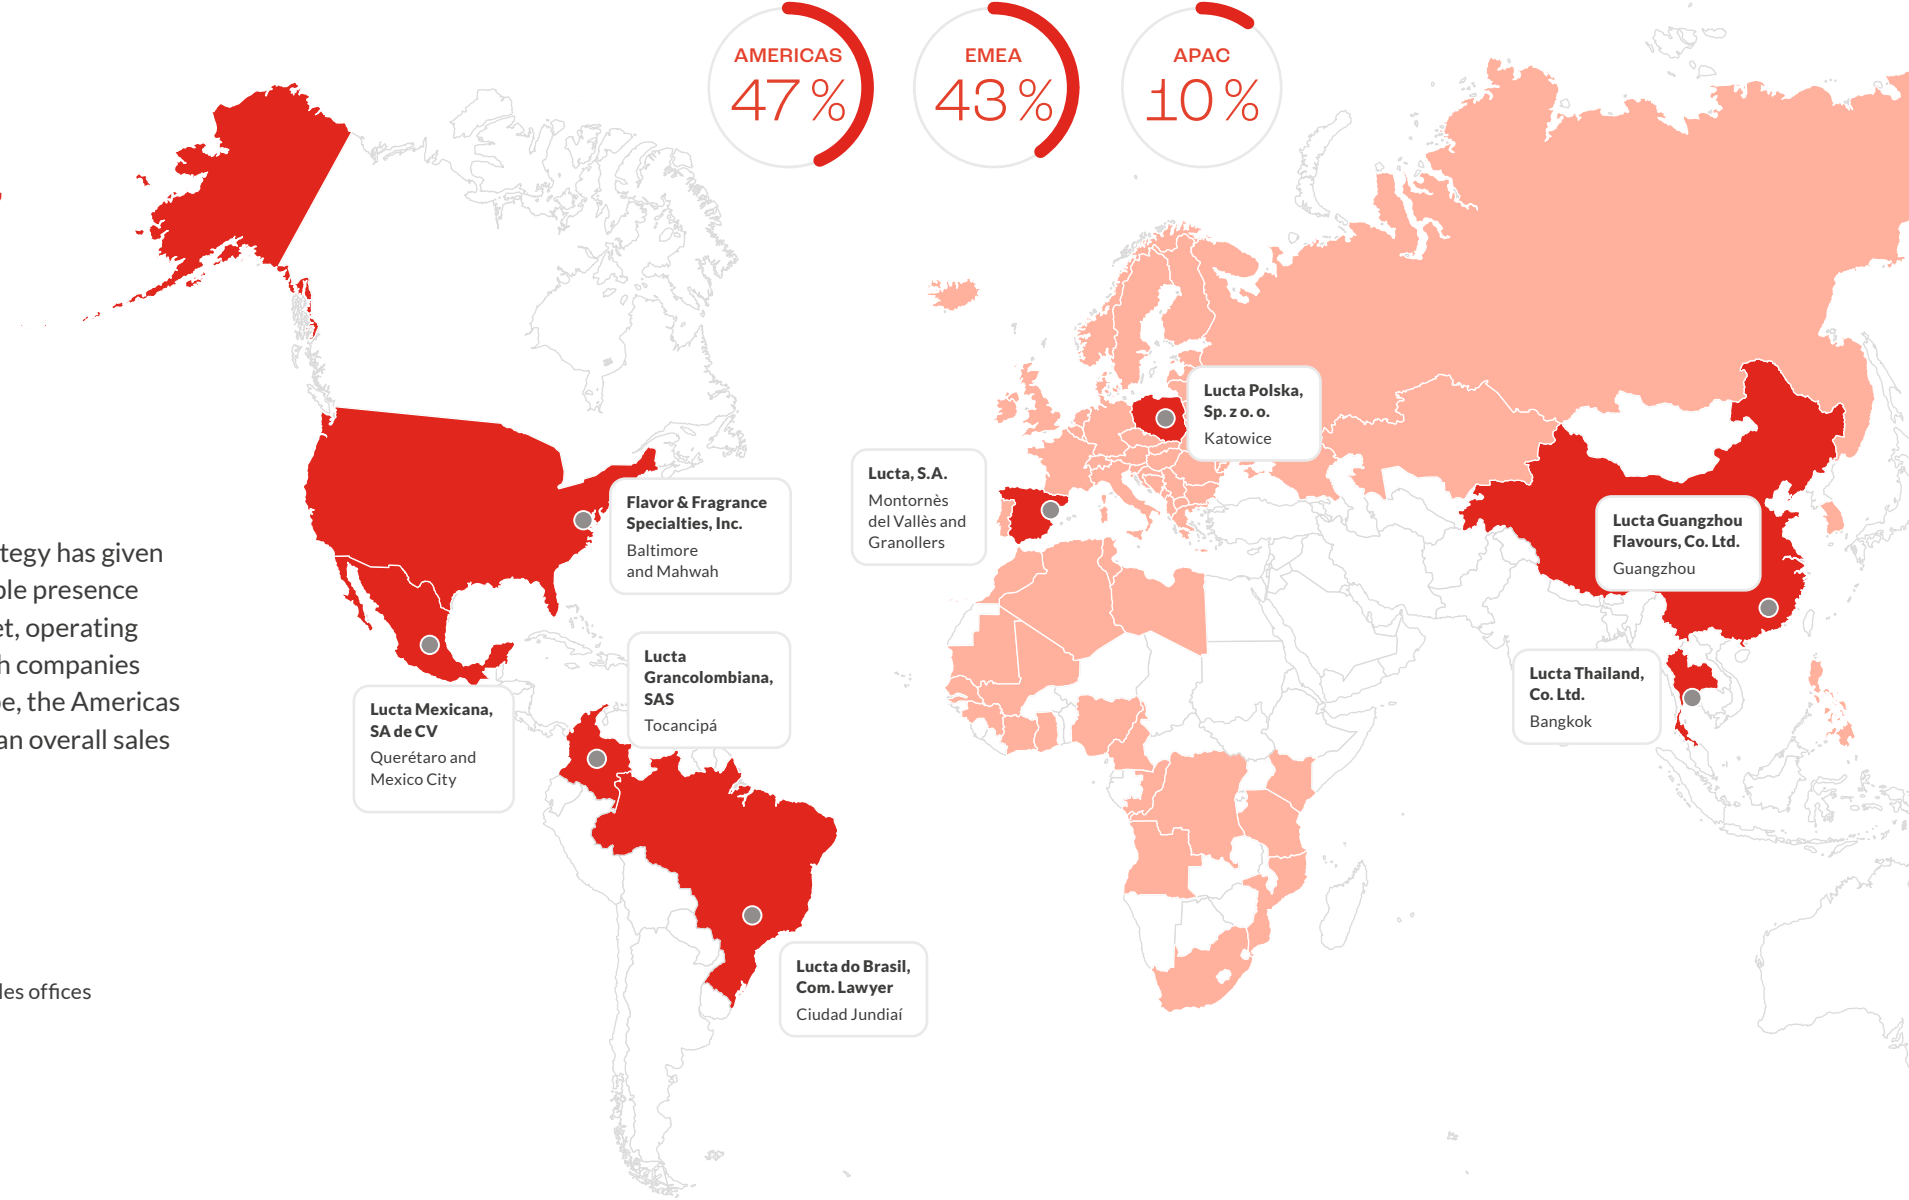 AMERICAS
47 %
EMEA
43 %
APAC
10 %
Lucta Polska,
Sp. z o. o.
Katowice
Lucta, S.A.
Montornès
del Vallès and
Granollers
Flavor & Fragrance
Specialties, Inc.
Baltimore
and Mahwah
Lucta Guangzhou
Flavours, Co. Ltd.
Guangzhou
tegy has given
ble presence
et, operating
h companies
be, the Americas
an overall sales
Lucta
Grancolombiana,
SAS
Tocancipá
Lucta Thailand,
Co. Ltd.
Bangkok
Lucta Mexicana,
SA de CV
Querétaro and
Mexico City
Lucta do Brasil,
Com. Lawyer
Ciudad Jundiaí
les offices